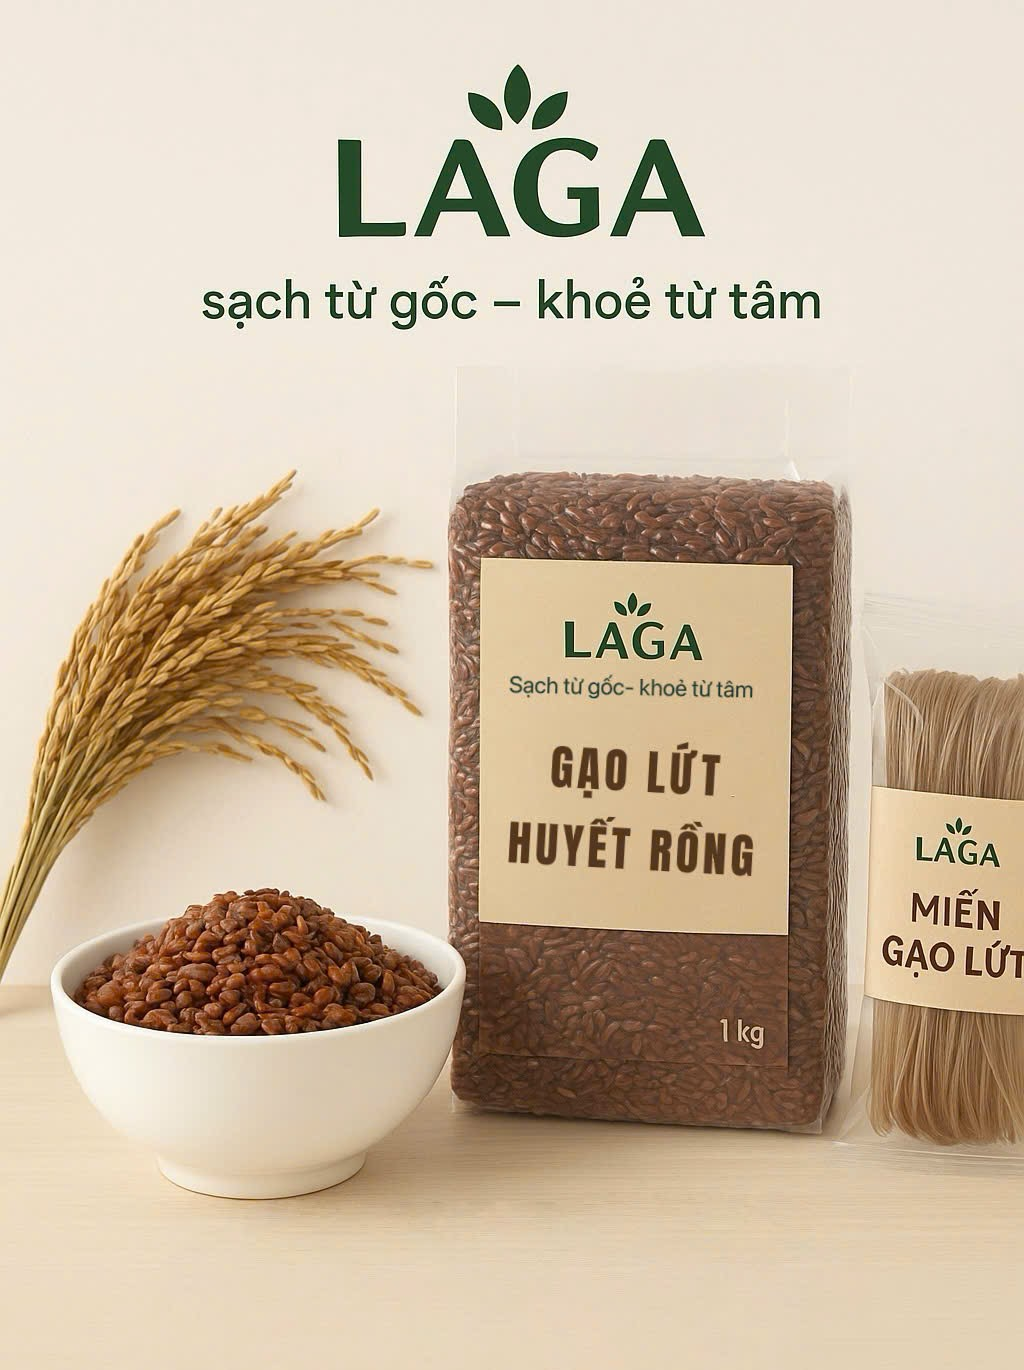 LAGA
sạch từ gốc – khoẻ từ tâm
LAGA
Sạch từ gốc- khoẻ từ tâm
GẠO LỨT
HUYẾT RỒNG
1 kg
LAGA
MIẾN
GẠO LỨT